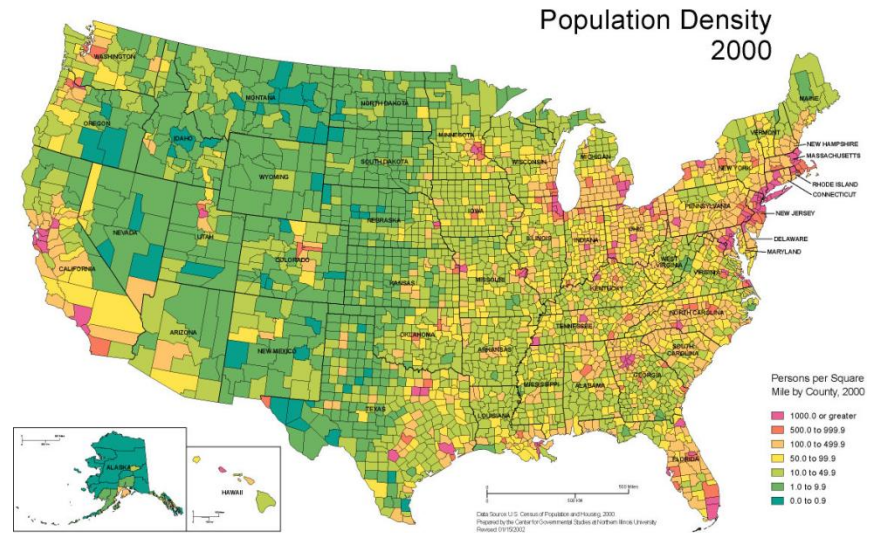 Population Density
2000
WASHINGTON
MONTANA
NORTH DAKOTA
MINNESOTA
MAINE
VERMONT
NEW HAMPSHIRE
MASSACHUSETTS
OREGON
IDAHO
SOUTH DAKOTA
WISCONSIN
MICHIGAN
NEW YORK
WYOMING
RHODE ISLAND
CONNECTICUT
NEBRASKA
IOWA
PENNSYLVANIA
NEW JERSEY
NEVADA
UTAH
COLORADO
ILLINOIS
INDIANA
OHIO
DELAWARE
MARYLAND
CALIFORNIA
KANSAS
MISSOURI
WEST
VIRGINIA
VIRGINIA
KENTUCKY
ARIZONA
NEW MEXICO
OKLAHOMA
ARKANSAS
TENNESSEE
NORTH CAROLINA
SOUTH
CAROLINA
TEXAS
LOUISIANA
MISSISSIPPI
ALABAMA
GEORGIA
FLORIDA
ALASKA
HAWAII
Persons per Square
Mile by County, 2000
1000.0 or greater
500.0 to 999.9
100.0 to 499.9
50.0 to 99.9
10.0 to 49.9
1.0 to 9.9
0.0 to 0.9
Data Source: U.S. Census of Population and Housing, 2000
Prepared by the Center for Governmental Studies at Northern Illinois University
Revised 01/15/2002